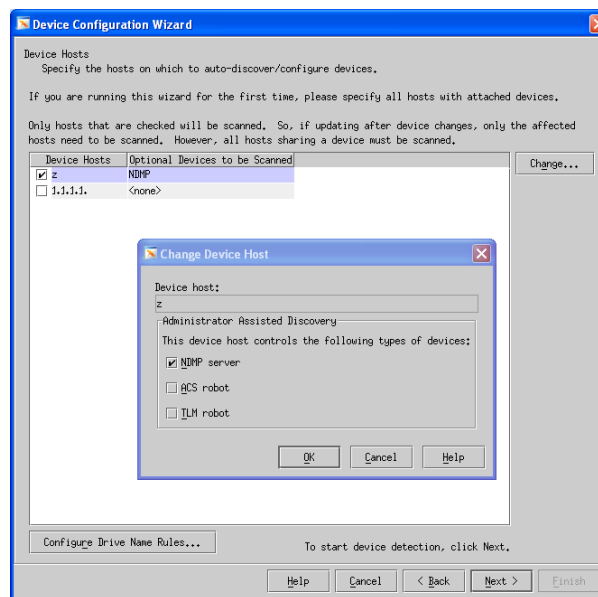 Device Configuration Wizard
Device Hosts
Specify the hosts on which to auto-discover/configure devices.
If you are running this wizard for the first time, please specify all hosts with attached devices.
Only hosts that are checked will be scanned. So, if updating after device changes, only the affected
hosts need to be scanned. However, all hosts sharing a device must be scanned.
Device Hosts Optional Devices to be Scanned
Change...
z NDMP
1.1.1.1. <none>
Change Device Host
Device host:
z
Administrator Assisted Discovery
This device host controls the following types of devices:
NDMP server
ACS robot
TLM robot
OK Cancel Help
Configure Drive Name Rules...
To start device detection, click Next.
Help Cancel < Back Next > Finish